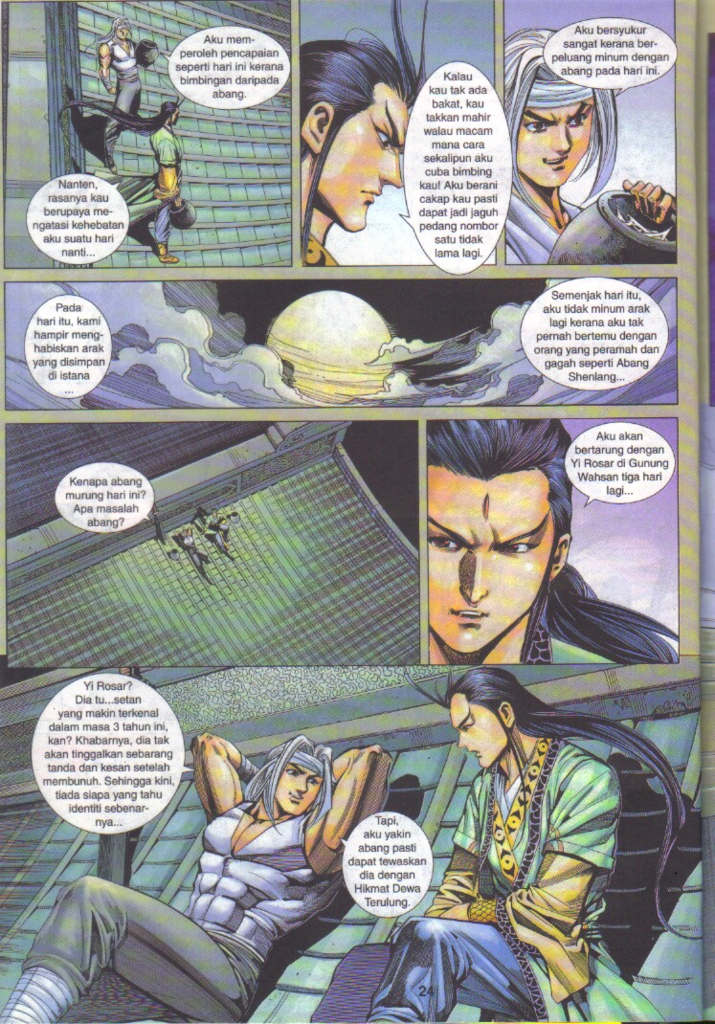 Aku mem-
peroleh pencapaian
seperti hari ini kerana
bimbingan daripada
abang.
Nanten,
rasanya kau
berupaya me-
ngatasi kehebatan
aku suatu hari
nanti...
Kalau
kau tak ada
bakat, kau
takkan mahir
walau macam
mana cara
sekalipun aku
cuba bimbing
kau! Aku berani
cakap kau pasti
dapat jadi jaguh
pedang nombor
satu tidak
lama lagi.
Aku bersyukur
sangat kerana ber-
peluang minum dengan
abang pada hari ini.
Pada
hari itu, kami
hampir meng-
habiskan arak
yang disimpan
di istana
...
Semenjak hari itu,
aku tidak minum arak
lagi kerana aku tak
pernah bertemu dengan
orang yang peramah dan
gagah seperti Abang
Shenlang...
Kenapa abang
murung hari ini?
Apa masalah
abang?
Aku akan
bertarung dengan
Yi Rosar di Gunung
Wahsan tiga hari
lagi...
Yi Rosar?
Dia tu...setan
yang makin terkenal
dalam masa 3 tahun ini,
kan? Khabarnya, dia tak
akan tinggalkan sebarang
tanda dan kesan setelah
membunuh. Sehingga kini,
tiada siapa yang tahu
identiti sebenar-
nya...
Tapi,
aku yakin
abang pasti
dapat tewaskan
dia dengan
Hikmat Dewa
Terulung.
24